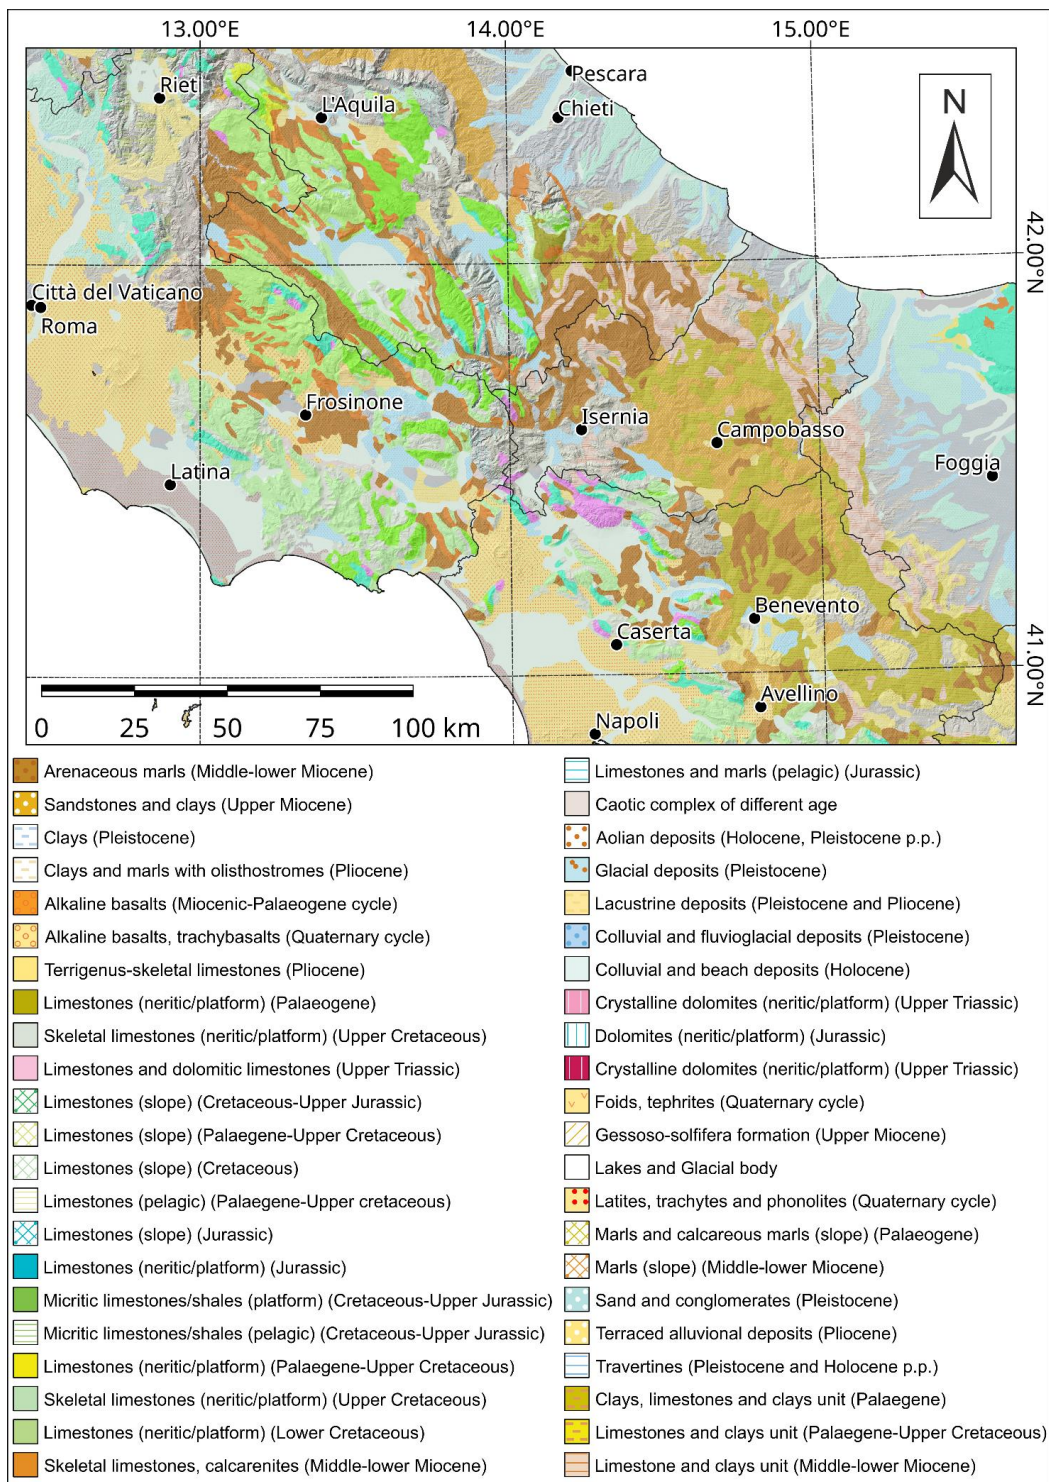 13.00°E 14.00°E 15.00°E
Rieti
L'Aquila
Pescara
Chieti
N
42.00°N
Città del Vaticano
Roma
Frosinone
Isernia
Campobasso
Latina
Foggia
Benevento
Caserta
41.00°N
Avellino
Napoli
0 25 50 75 100 km
Arenaceous marls (Middle-lower Miocene)
Sandstones and clays (Upper Miocene)
Clays (Pleistocene)
Clays and marls with olisthostromes (Pliocene)
Alkaline basalts (Miocenic-Palaeogene cycle)
Alkaline basalts, trachybasalts (Quaternary cycle)
Terrigenus-skeletal limestones (Pliocene)
Limestones (neritic/platform) (Palaeogene)
Skeletal limestones (neritic/platform) (Upper Cretaceous)
Limestones and dolomitic limestones (Upper Triassic)
Limestones (slope) (Cretaceous-Upper Jurassic)
Limestones (slope) (Palaegene-Upper Cretaceous)
Limestones (slope) (Cretaceous)
Limestones (pelagic) (Palaegene-Upper cretaceous)
Limestones (slope) (Jurassic)
Limestones (neritic/platform) (Jurassic)
Micritic limestones/shales (platform) (Cretaceous-Upper Jurassic)
Micritic limestones/shales (pelagic) (Cretaceous-Upper Jurassic)
Limestones (neritic/platform) (Palaegene-Upper Cretaceous)
Skeletal limestones (neritic/platform) (Upper Cretaceous)
Limestones (neritic/platform) (Lower Cretaceous)
Skeletal limestones, calcarenites (Middle-lower Miocene)
Limestones and marls (pelagic) (Jurassic)
Caotic complex of different age
Aolian deposits (Holocene, Pleistocene p.p.)
Glacial deposits (Pleistocene)
Lacustrine deposits (Pleistocene and Pliocene)
Colluvial and fluvioglacial deposits (Pleistocene)
Colluvial and beach deposits (Holocene)
Crystalline dolomites (neritic/platform) (Upper Triassic)
Dolomites (neritic/platform) (Jurassic)
Crystalline dolomites (neritic/platform) (Upper Triassic)
Foids, tephrites (Quaternary cycle)
Gessoso-solfifera formation (Upper Miocene)
Lakes and Glacial body
Latites, trachytes and phonolites (Quaternary cycle)
Marls and calcareous marls (slope) (Palaeogene)
Marls (slope) (Middle-lower Miocene)
Sand and conglomerates (Pleistocene)
Terraced alluvional deposits (Pliocene)
Travertines (Pleistocene and Holocene p.p.)
Clays, limestones and clays unit (Palaegene)
Limestones and clays unit (Palaegene-Upper Cretaceous)
Limestone and clays unit (Middle-lower Miocene)